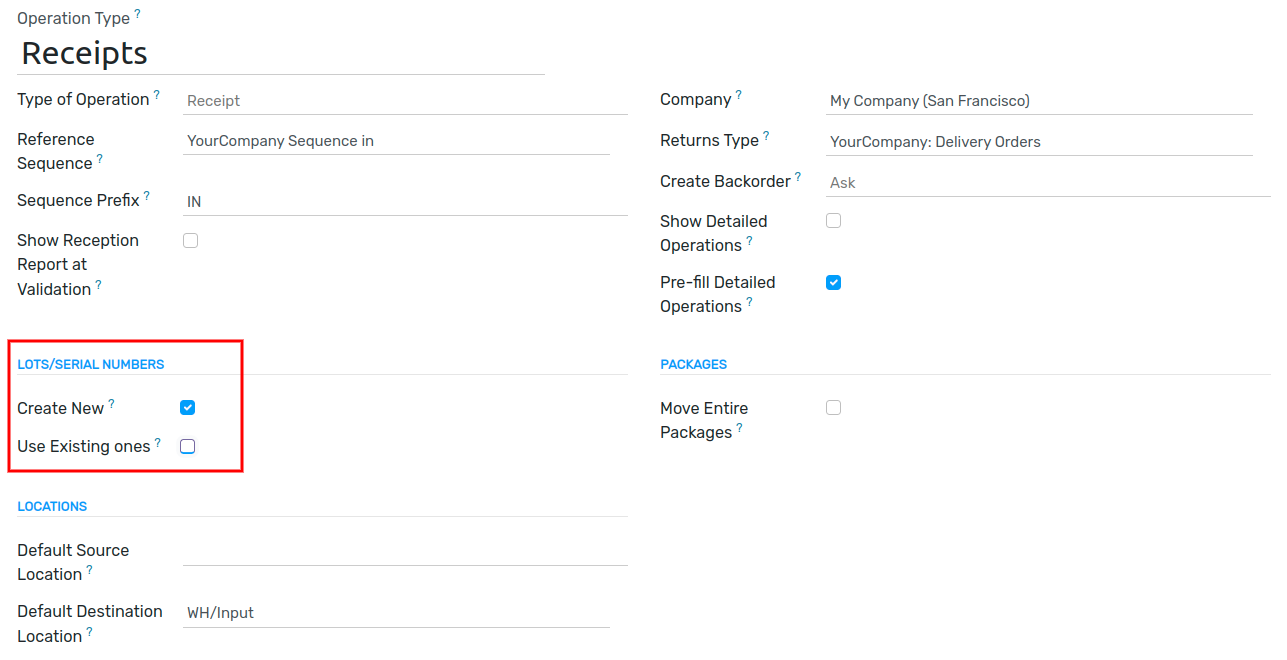 Operation Type ?
Receipts
Type of Operation ?
Receipt
Reference
Sequence ?
YourCompany Sequence in
Sequence Prefix ?
IN
Show Reception
Report at
Validation ?
Company ?
My Company (San Francisco)
Returns Type ?
YourCompany: Delivery Orders
Create Backorder ?
Ask
Show Detailed
Operations ?
Pre-fill Detailed
Operations ?
LOTS/SERIAL NUMBERS
Create New ?
Use Existing ones ?
PACKAGES
Move Entire
Packages ?
LOCATIONS
Default Source
Location ?
Default Destination
Location ?
WH/Input